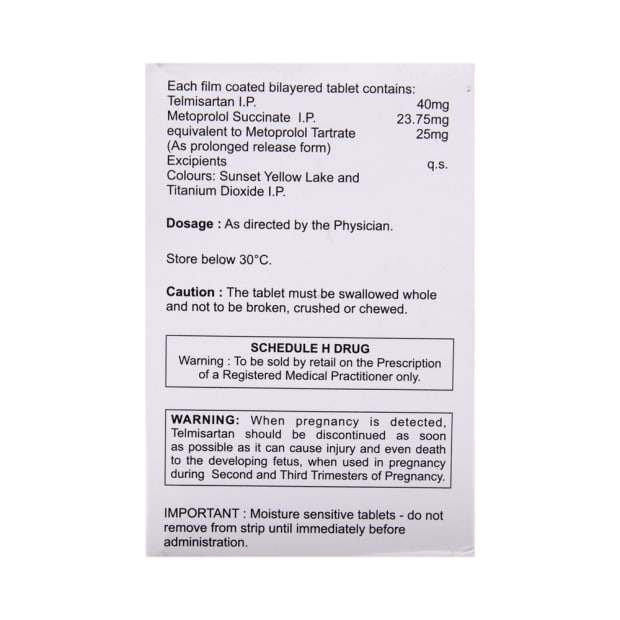 Each film coated bilayered tablet contains:
Telmisartan I.P. 40mg
Metoprolol Succinate I.P. 23.75mg
equivalent to Metoprolol Tartrate 25mg
(As prolonged release form)
Excipients q.s.
Colours: Sunset Yellow Lake and
Titanium Dioxide I.P.
Dosage : As directed by the Physician.
Store below 30°C.
Caution : The tablet must be swallowed whole
and not to be broken, crushed or chewed.
SCHEDULE H DRUG
Warning : To be sold by retail on the Prescription
of a Registered Medical Practitioner only.
WARNING: When pregnancy is detected,
Telmisartan should be discontinued as soon
as possible as it can cause injury and even death
to the developing fetus, when used in pregnancy
during Second and Third Trimesters of Pregnancy.
IMPORTANT : Moisture sensitive tablets - do not
remove from strip until immediately before
administration.